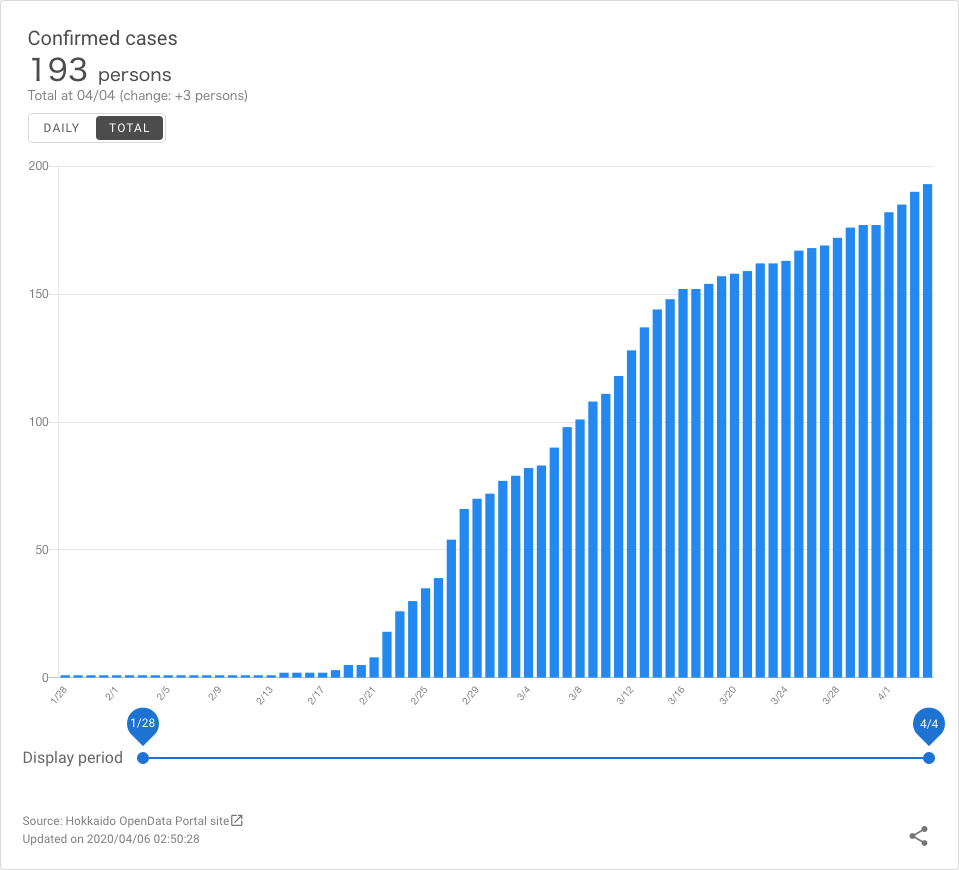 Confirmed cases
193 persons
Total at 04/04 (change: +3 persons)
DAILY TOTAL
200
150
100
50
0
1/28 2/1 2/5 2/9 2/13 2/17 2/21 2/25 2/29 3/4 3/8 3/12 3/16 3/20 3/24 3/28 4/1
1/28 4/4
Display period
Source: Hokkaido OpenData Portal site
Updated on 2020/04/06 02:50:28